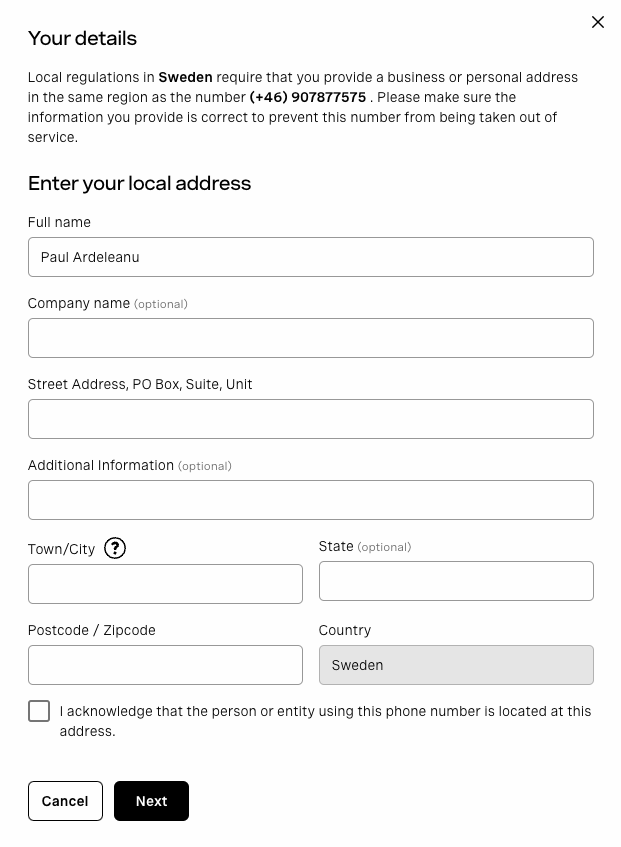 Your details
Local regulations in Sweden require that you provide a business or personal address
in the same region as the number (+46) 907877575 . Please make sure the
information you provide is correct to prevent this number from being taken out of
service.
Enter your local address
Full name
Paul Ardeleanu
Company name (optional)
Street Address, PO Box, Suite, Unit
Additional Information (optional)
Town/City ?
State (optional)
Postcode / Zipcode
Country
Sweden
I acknowledge that the person or entity using this phone number is located at this
address.
Cancel
Next